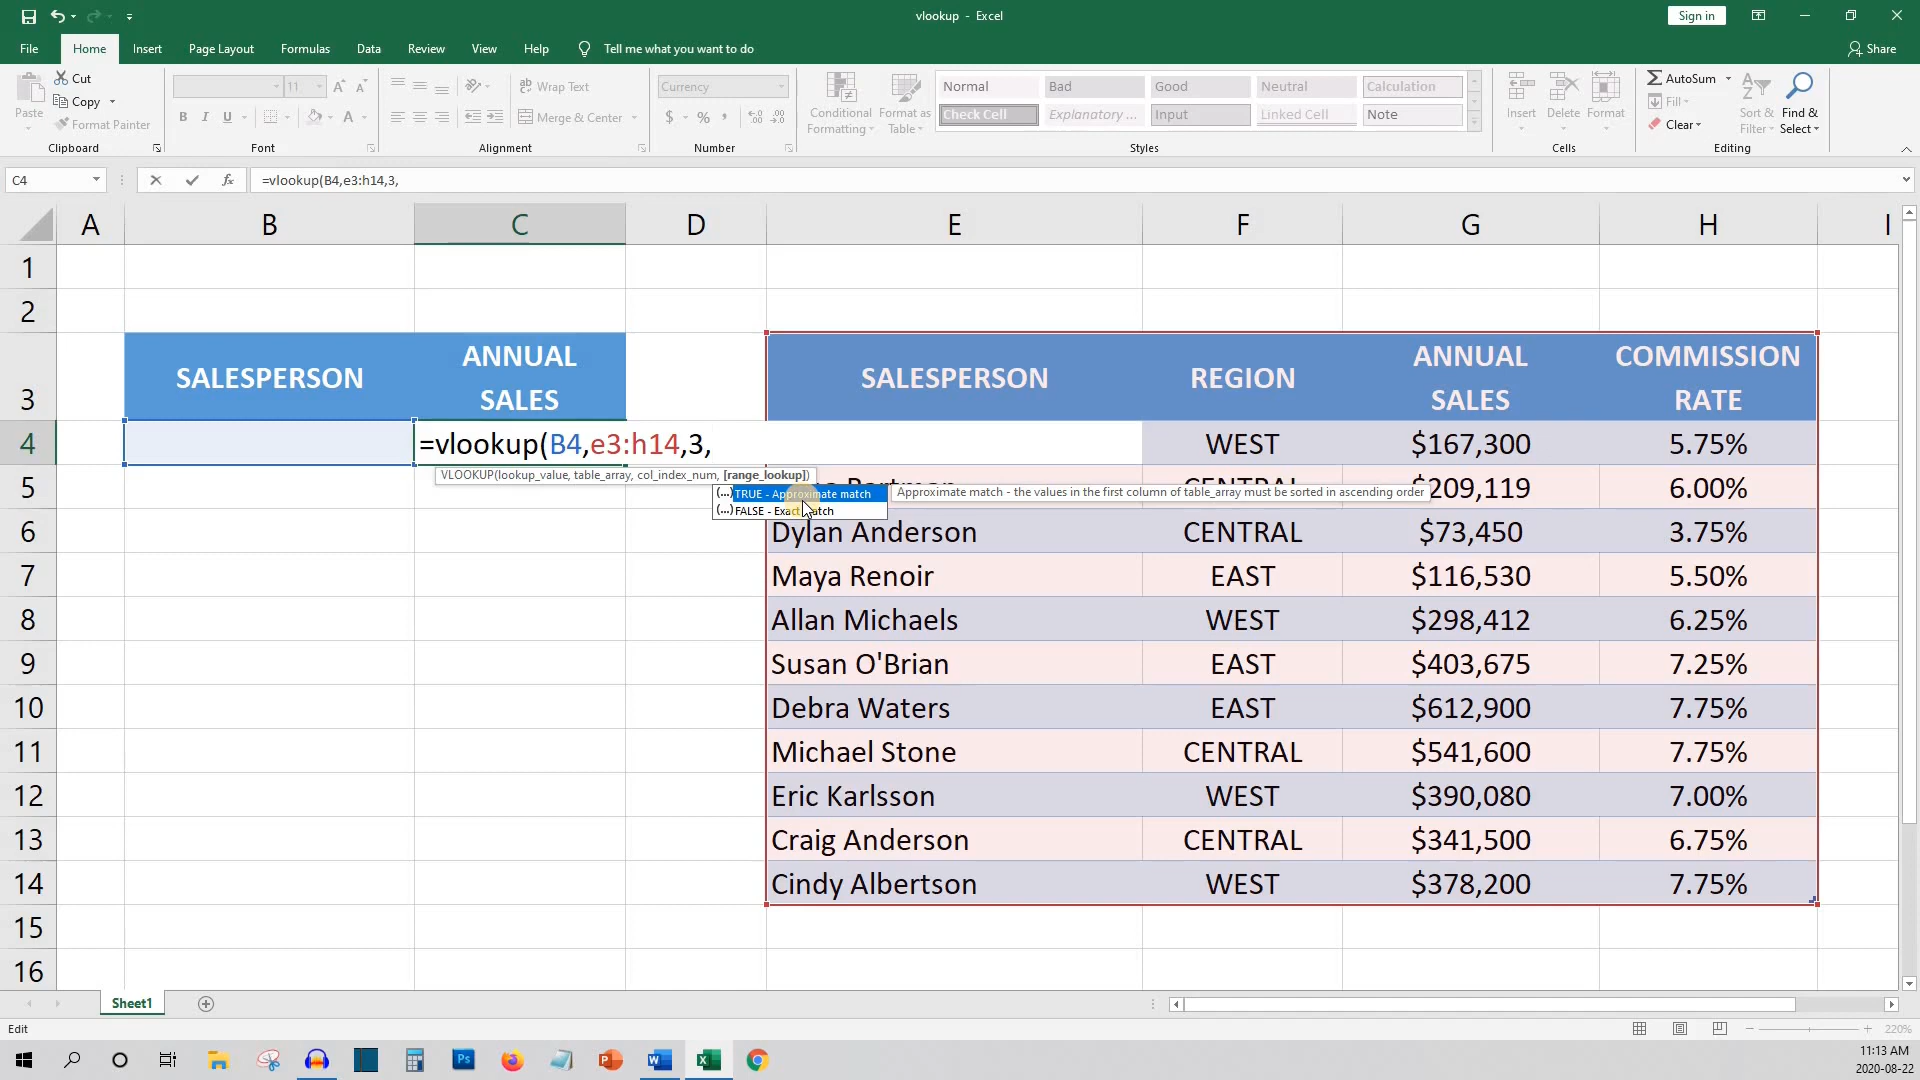 vlookup - Excel
Sign in
File Home Insert Page Layout Formulas Data Review View Help Tell me what you want to do Share
Paste
Cut
Copy
Format Painter
Clipboard
11
B I U
Font
Wrap Text
Merge & Center
Alignment
Currency
$ % ,
Number
Conditional Formatting
Format as Table
Normal Bad Good Neutral Calculation
Check Cell Explanatory ... Input Linked Cell Note
Styles
Insert Delete Format
Cells
AutoSum
Fill
Clear
Sort & Filter
Find & Select
Editing
C4
fx
=vlookup(B4,e3:h14,3,
A B C D E F G H I
1
2
3
SALESPERSON ANNUAL SALES
SALESPERSON REGION ANNUAL SALES COMMISSION RATE
4 =vlookup(B4,e3:h14,3, WEST $167,300 5.75%
VLOOKUP(lookup_value, table_array, col_index_num, [range_lookup])
(...) TRUE - Approximate match
(...) FALSE - Exact match
Approximate match - the values in the first column of table_array must be sorted in ascending order
5 $209,119 6.00%
6 Dylan Anderson CENTRAL $73,450 3.75%
7 Maya Renoir EAST $116,530 5.50%
8 Allan Michaels WEST $298,412 6.25%
9 Susan O'Brian EAST $403,675 7.25%
10 Debra Waters EAST $612,900 7.75%
11 Michael Stone CENTRAL $541,600 7.75%
12 Eric Karlsson WEST $390,080 7.00%
13 Craig Anderson CENTRAL $341,500 6.75%
14 Cindy Albertson WEST $378,200 7.75%
15
16
Sheet1
Edit
220%
11:13 AM
2020-08-22